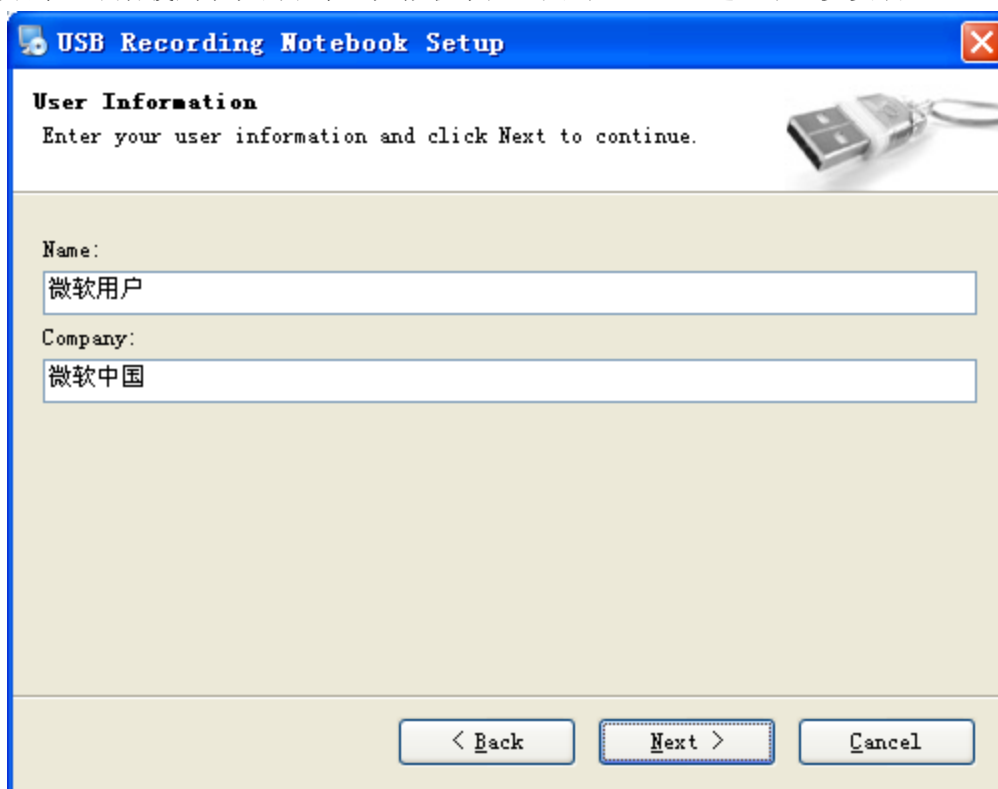 USB Recording Notebook Setup
User Information
Enter your user information and click Next to continue.
Name:
微软用户
Company:
微软中国
< Back
Next >
Cancel